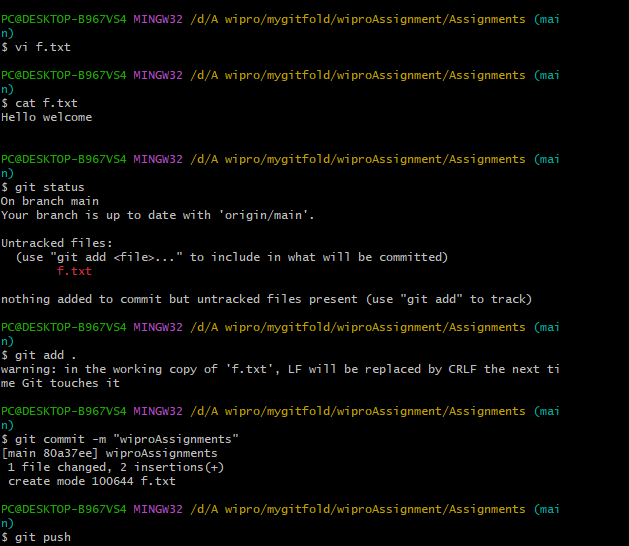 PC@DESKTOP-B967VS4 MINGW32 /d/A wipro/mygitfold/wiproAssignment/Assignments (mai
n)
$ vi f.txt
PC@DESKTOP-B967VS4 MINGW32 /d/A wipro/mygitfold/wiproAssignment/Assignments (mai
n)
$ cat f.txt
Hello welcome
PC@DESKTOP-B967VS4 MINGW32 /d/A wipro/mygitfold/wiproAssignment/Assignments (mai
n)
$ git status
On branch main
Your branch is up to date with 'origin/main'.
Untracked files:
  (use "git add <file>..." to include in what will be committed)
        f.txt
nothing added to commit but untracked files present (use "git add" to track)
PC@DESKTOP-B967VS4 MINGW32 /d/A wipro/mygitfold/wiproAssignment/Assignments (mai
n)
$ git add .
warning: in the working copy of 'f.txt', LF will be replaced by CRLF the next ti
me Git touches it
PC@DESKTOP-B967VS4 MINGW32 /d/A wipro/mygitfold/wiproAssignment/Assignments (mai
n)
$ git commit -m "wiproAssignments"
[main 80a37ee] wiproAssignments
 1 file changed, 2 insertions(+)
 create mode 100644 f.txt
PC@DESKTOP-B967VS4 MINGW32 /d/A wipro/mygitfold/wiproAssignment/Assignments (mai
n)
$ git push